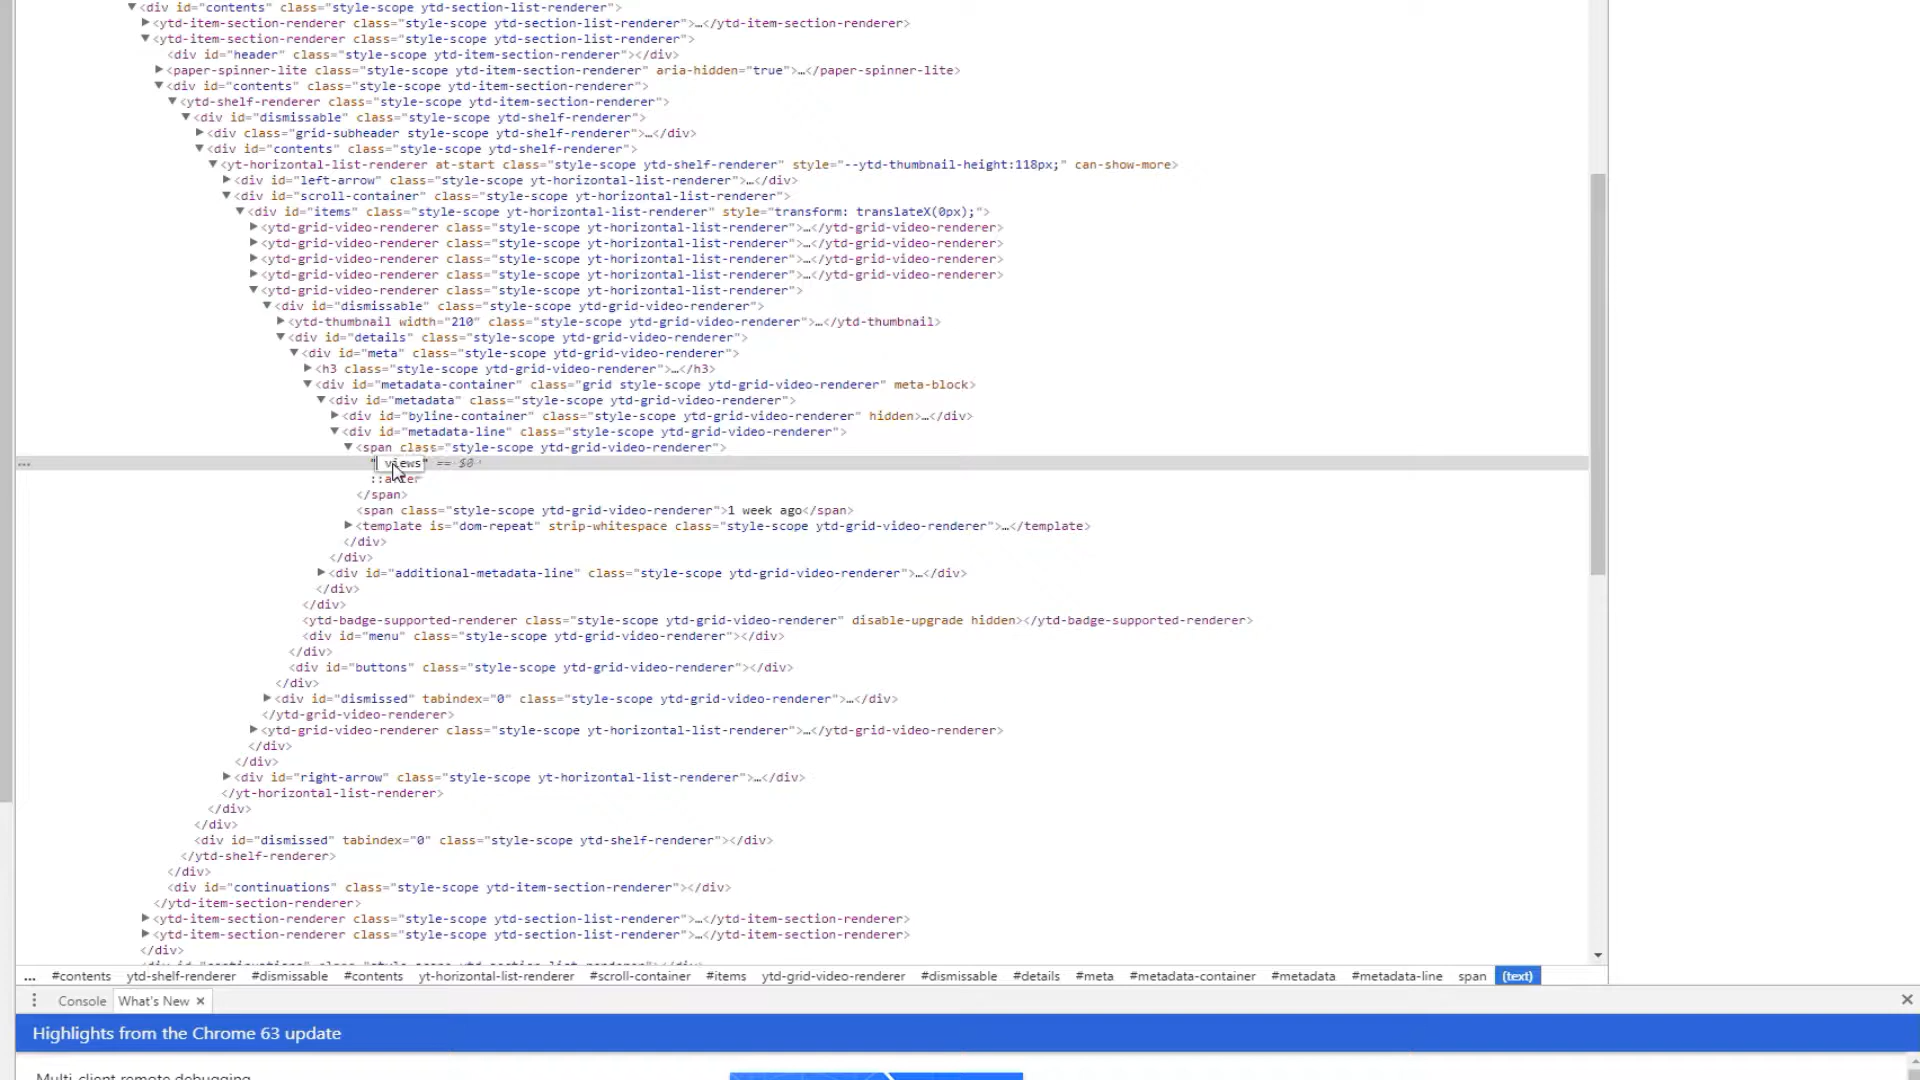 ▼<div id="contents" class="style-scope ytd-section-list-renderer">
▶<ytd-item-section-renderer class="style-scope ytd-section-list-renderer">…</ytd-item-section-renderer>
▼<ytd-item-section-renderer class="style-scope ytd-section-list-renderer">
<div id="header" class="style-scope ytd-item-section-renderer"></div>
▶<paper-spinner-lite class="style-scope ytd-item-section-renderer" aria-hidden="true">…</paper-spinner-lite>
▼<div id="contents" class="style-scope ytd-item-section-renderer">
▼<ytd-shelf-renderer class="style-scope ytd-item-section-renderer">
▼<div id="dismissable" class="style-scope ytd-shelf-renderer">
▶<div class="grid-subheader style-scope ytd-shelf-renderer">…</div>
▼<div id="contents" class="style-scope ytd-shelf-renderer">
▼<yt-horizontal-list-renderer at-start class="style-scope ytd-shelf-renderer" style="--ytd-thumbnail-height:118px;" can-show-more>
▶<div id="left-arrow" class="style-scope yt-horizontal-list-renderer">…</div>
▼<div id="scroll-container" class="style-scope yt-horizontal-list-renderer">
▼<div id="items" class="style-scope yt-horizontal-list-renderer" style="transform: translateX(0px);">
▶<ytd-grid-video-renderer class="style-scope yt-horizontal-list-renderer">…</ytd-grid-video-renderer>
▶<ytd-grid-video-renderer class="style-scope yt-horizontal-list-renderer">…</ytd-grid-video-renderer>
▶<ytd-grid-video-renderer class="style-scope yt-horizontal-list-renderer">…</ytd-grid-video-renderer>
▶<ytd-grid-video-renderer class="style-scope yt-horizontal-list-renderer">…</ytd-grid-video-renderer>
▼<ytd-grid-video-renderer class="style-scope yt-horizontal-list-renderer">
▼<div id="dismissable" class="style-scope ytd-grid-video-renderer">
▶<ytd-thumbnail width="210" class="style-scope ytd-grid-video-renderer">…</ytd-thumbnail>
▼<div id="details" class="style-scope ytd-grid-video-renderer">
▼<div id="meta" class="style-scope ytd-grid-video-renderer">
▶<h3 class="style-scope ytd-grid-video-renderer">…</h3>
▼<div id="metadata-container" class="grid style-scope ytd-grid-video-renderer" meta-block>
▼<div id="metadata" class="style-scope ytd-grid-video-renderer">
▶<div id="byline-container" class="style-scope ytd-grid-video-renderer" hidden>…</div>
▼<div id="metadata-line" class="style-scope ytd-grid-video-renderer">
▼<span class="style-scope ytd-grid-video-renderer">
… " views" == $0
::after
</span>
<span class="style-scope ytd-grid-video-renderer">1 week ago</span>
▶<template is="dom-repeat" strip-whitespace class="style-scope ytd-grid-video-renderer">…</template>
</div>
</div>
▶<div id="additional-metadata-line" class="style-scope ytd-grid-video-renderer">…</div>
</div>
</div>
<ytd-badge-supported-renderer class="style-scope ytd-grid-video-renderer" disable-upgrade hidden></ytd-badge-supported-renderer>
<div id="menu" class="style-scope ytd-grid-video-renderer"></div>
</div>
<div id="buttons" class="style-scope ytd-grid-video-renderer"></div>
</div>
▶<div id="dismissed" tabindex="0" class="style-scope ytd-grid-video-renderer">…</div>
</ytd-grid-video-renderer>
▶<ytd-grid-video-renderer class="style-scope yt-horizontal-list-renderer">…</ytd-grid-video-renderer>
</div>
</div>
▶<div id="right-arrow" class="style-scope yt-horizontal-list-renderer">…</div>
</yt-horizontal-list-renderer>
</div>
</div>
<div id="dismissed" tabindex="0" class="style-scope ytd-shelf-renderer"></div>
</ytd-shelf-renderer>
</div>
<div id="continuations" class="style-scope ytd-item-section-renderer"></div>
</ytd-item-section-renderer>
▶<ytd-item-section-renderer class="style-scope ytd-section-list-renderer">…</ytd-item-section-renderer>
▶<ytd-item-section-renderer class="style-scope ytd-section-list-renderer">…</ytd-item-section-renderer>
</div>
… #contents ytd-shelf-renderer #dismissable #contents yt-horizontal-list-renderer #scroll-container #items ytd-grid-video-renderer #dismissable #details #meta #metadata-container #metadata #metadata-line span (text)
Console What's New ×
Highlights from the Chrome 63 update
Multi-client remote debugging